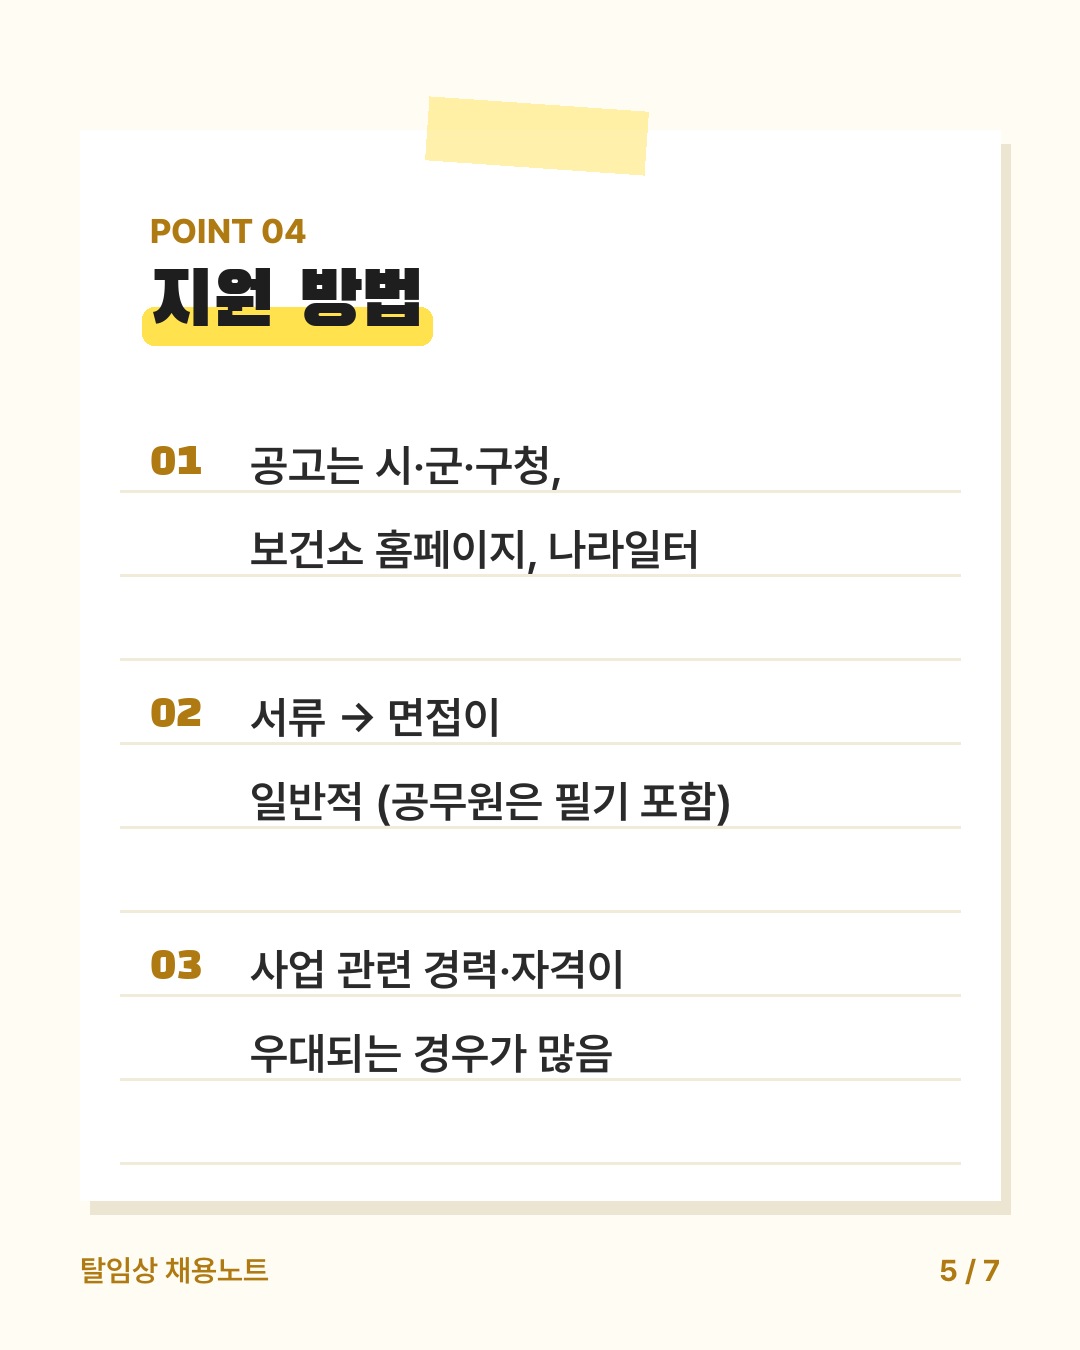 POINT 04
지원 방법
01 공고는 시·군·구청,
보건소 홈페이지, 나라일터
02 서류 → 면접이
일반적 (공무원은 필기 포함)
03 사업 관련 경력·자격이
우대되는 경우가 많음
탈임상 채용노트
5 / 7